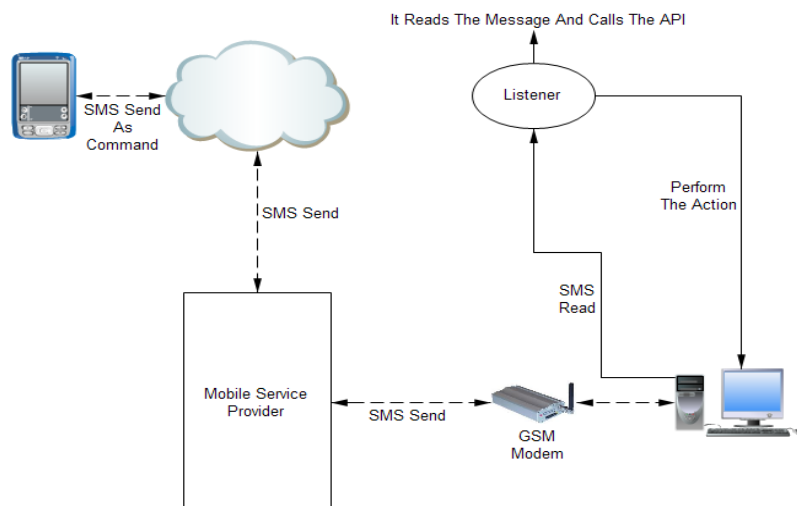 It Reads The Message And Calls The API
Listener
SMS Send
As
Command
SMS Send
Perform
The Action
SMS
Read
Mobile Service
Provider
SMS Send
GSM
Modem